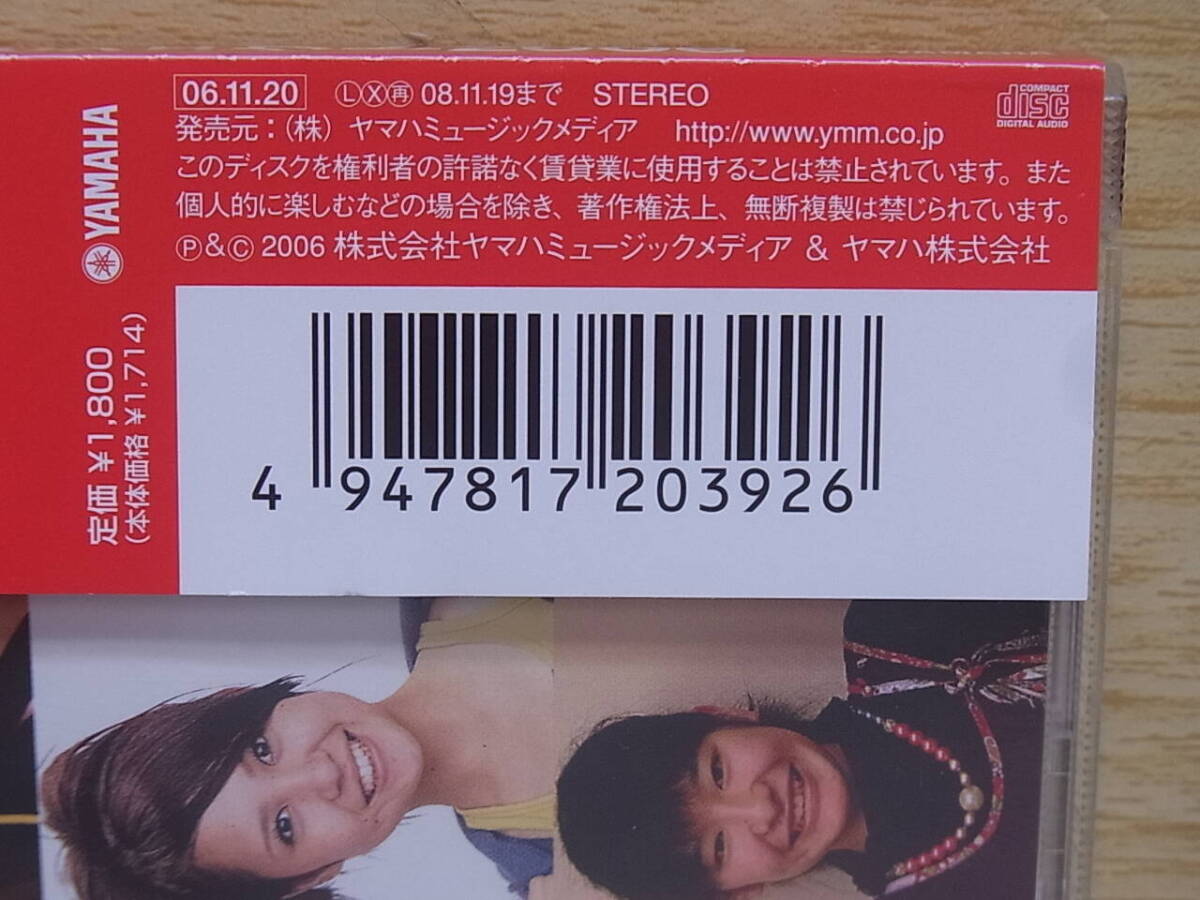 06.11.20 Ⓛ Ⓧ ㊢ 08.11.19まで STEREO
COMPACT
disc
DIGITAL AUDIO
発売元：（株）ヤマハミュージックメディア http://www.ymm.co.jp
このディスクを権利者の許諾なく賃貸業に使用することは禁止されています。また
個人的に楽しむなどの場合を除き、著作権法上、無断複製は禁じられています。
Ⓟ&Ⓒ 2006 株式会社ヤマハミュージックメディア & ヤマハ株式会社
YAMAHA
定価 ¥1,800
（本体価格 ¥1,714）
4 947817 203926